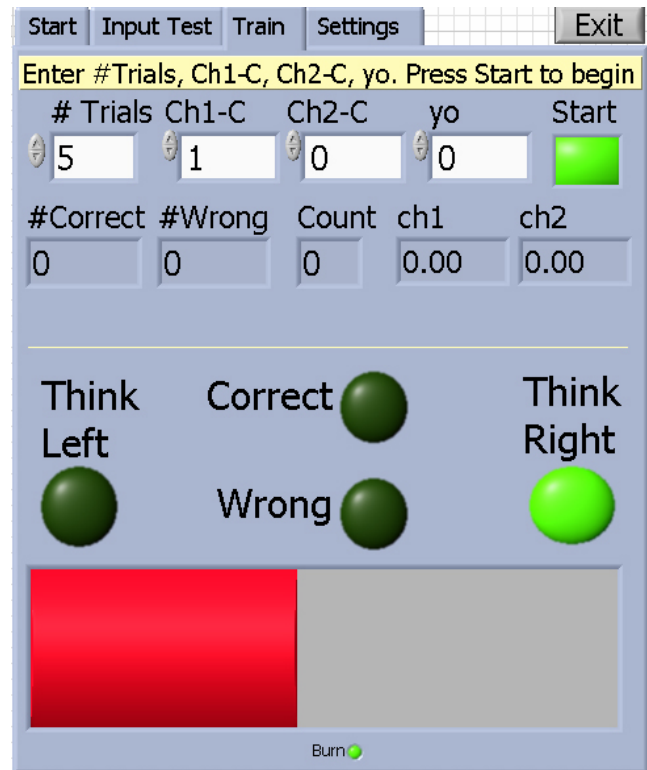 Start Input Test Train Settings Exit
Enter #Trials, Ch1-C, Ch2-C, yo. Press Start to begin
# Trials Ch1-C Ch2-C yo Start
5 1 0 0
#Correct #Wrong Count ch1 ch2
0 0 0 0.00 0.00
Think Left
Correct
Think Right
Wrong
Burn